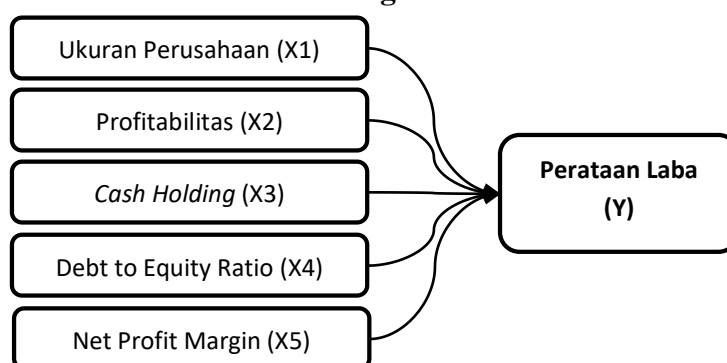 Ukuran Perusahaan (X1)
Profitabilitas (X2)
Cash Holding (X3)
Debt to Equity Ratio (X4)
Net Profit Margin (X5)
Perataan Laba
(Y)